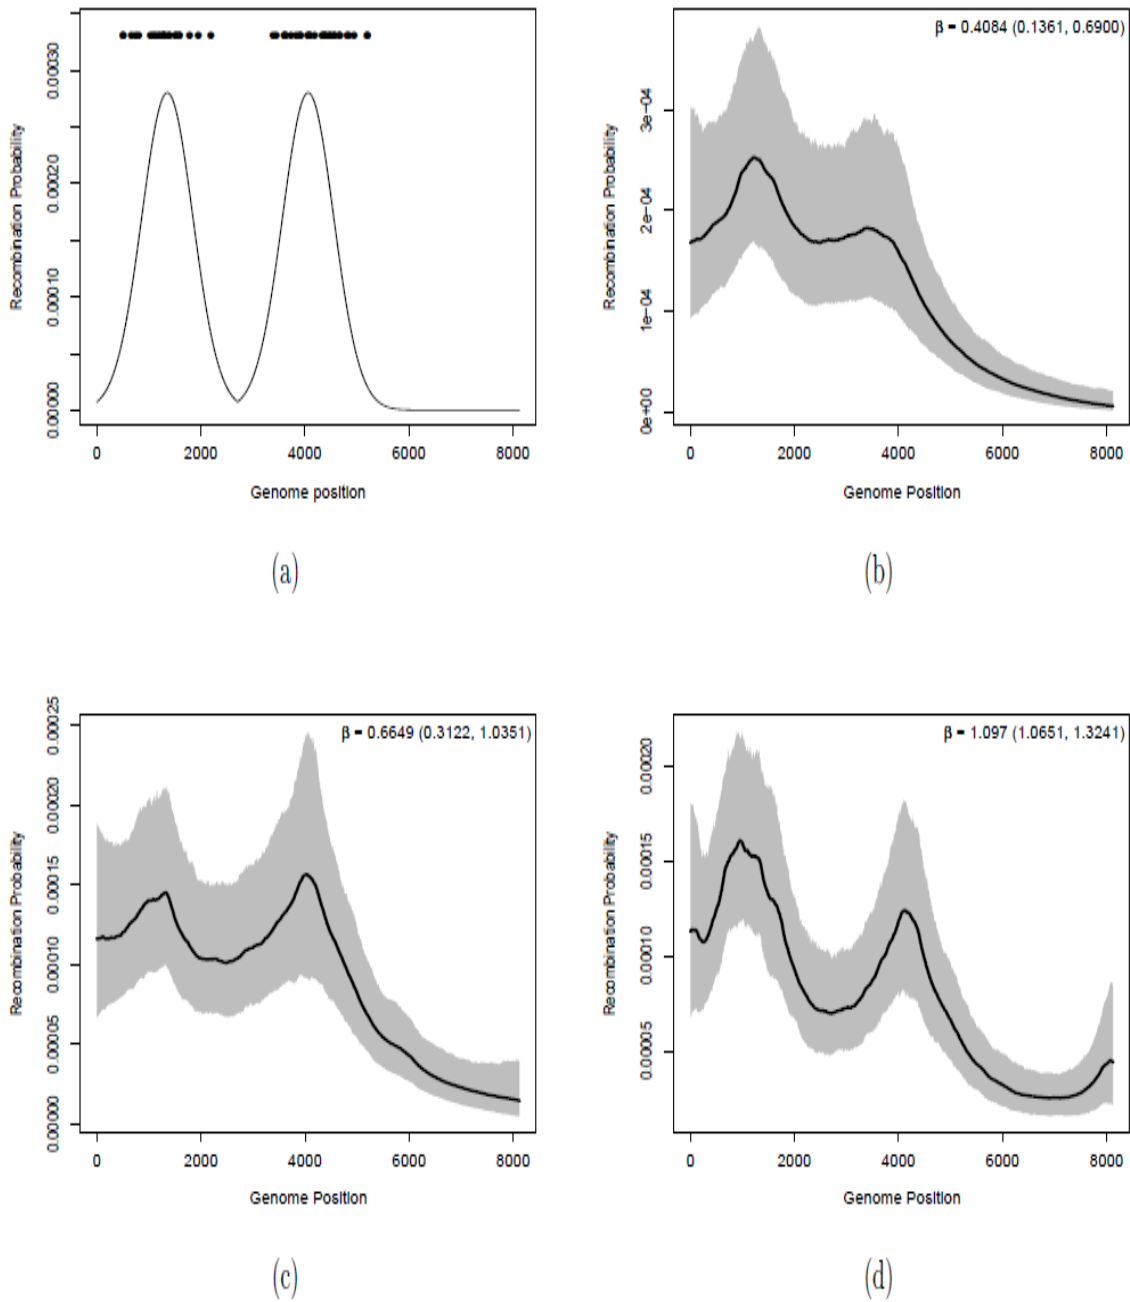 Recombination Probability
0.00000 0.00010 0.00020 0.00030
0 2000 4000 6000 8000
Genome position
(a)
β = 0.4084 (0.1361, 0.6900)
Recombination Probability
0e+00 1e−04 2e−04 3e−04
0 2000 4000 6000 8000
Genome Position
(b)
β = 0.6649 (0.3122, 1.0351)
Recombination Probability
0.00000 0.00005 0.00010 0.00015 0.00020 0.00025
0 2000 4000 6000 8000
Genome Position
(c)
β = 1.097 (1.0651, 1.3241)
Recombination Probability
0.00005 0.00010 0.00015 0.00020
0 2000 4000 6000 8000
Genome Position
(d)